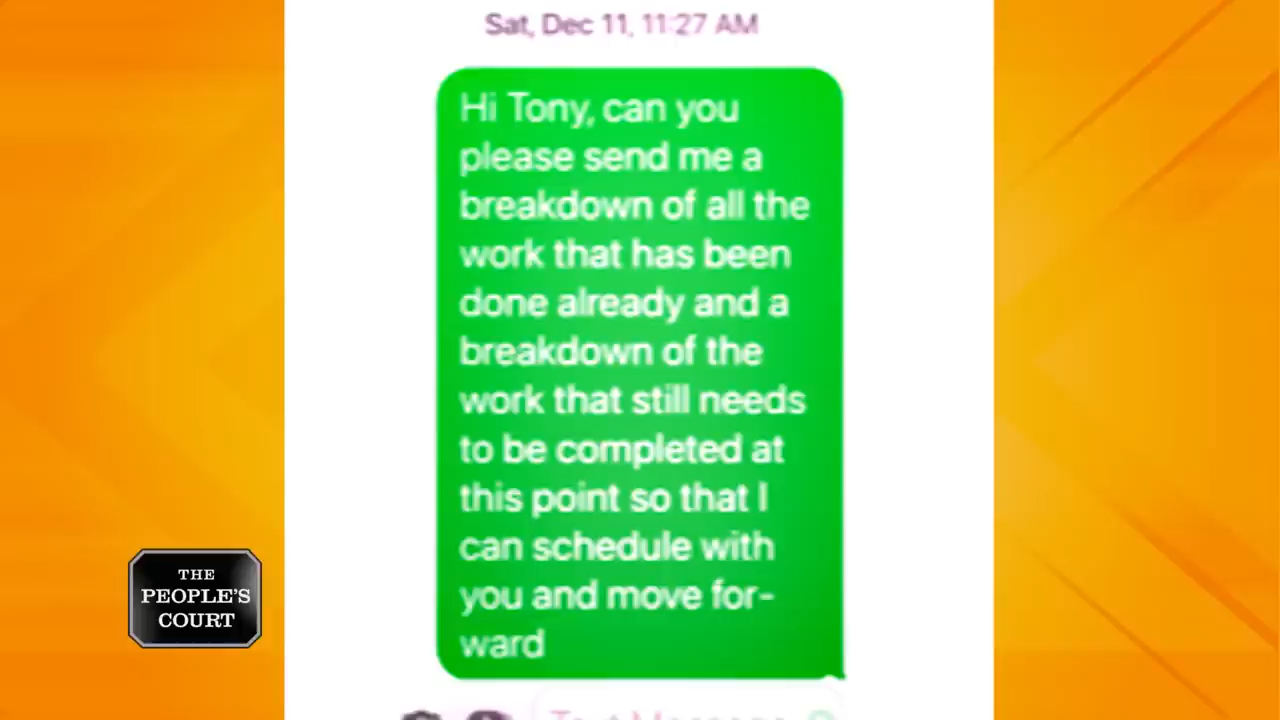 Sat, Dec 11, 11:27 AM
Hi Tony, can you
please send me a
breakdown of all the
work that has been
done already and a
breakdown of the
work that still needs
to be completed at
this point so that I
can schedule with
you and move for-
ward
THE
PEOPLE'S
COURT